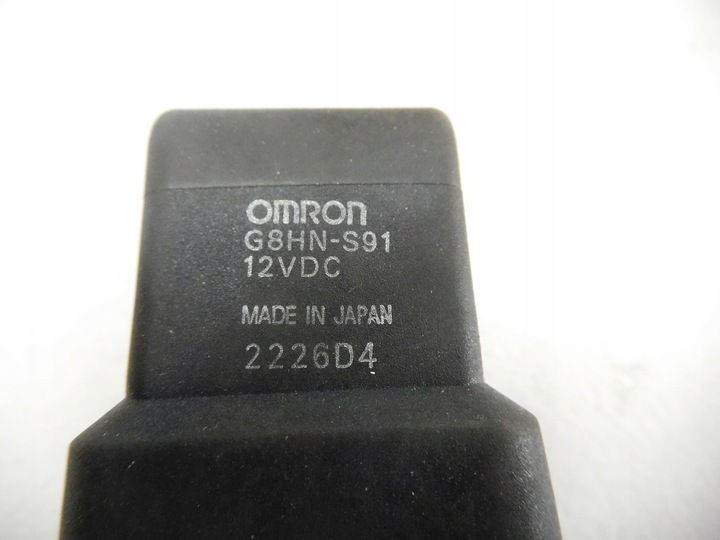 OMRON
G8HN-S91
12VDC
MADE IN JAPAN
2226D4